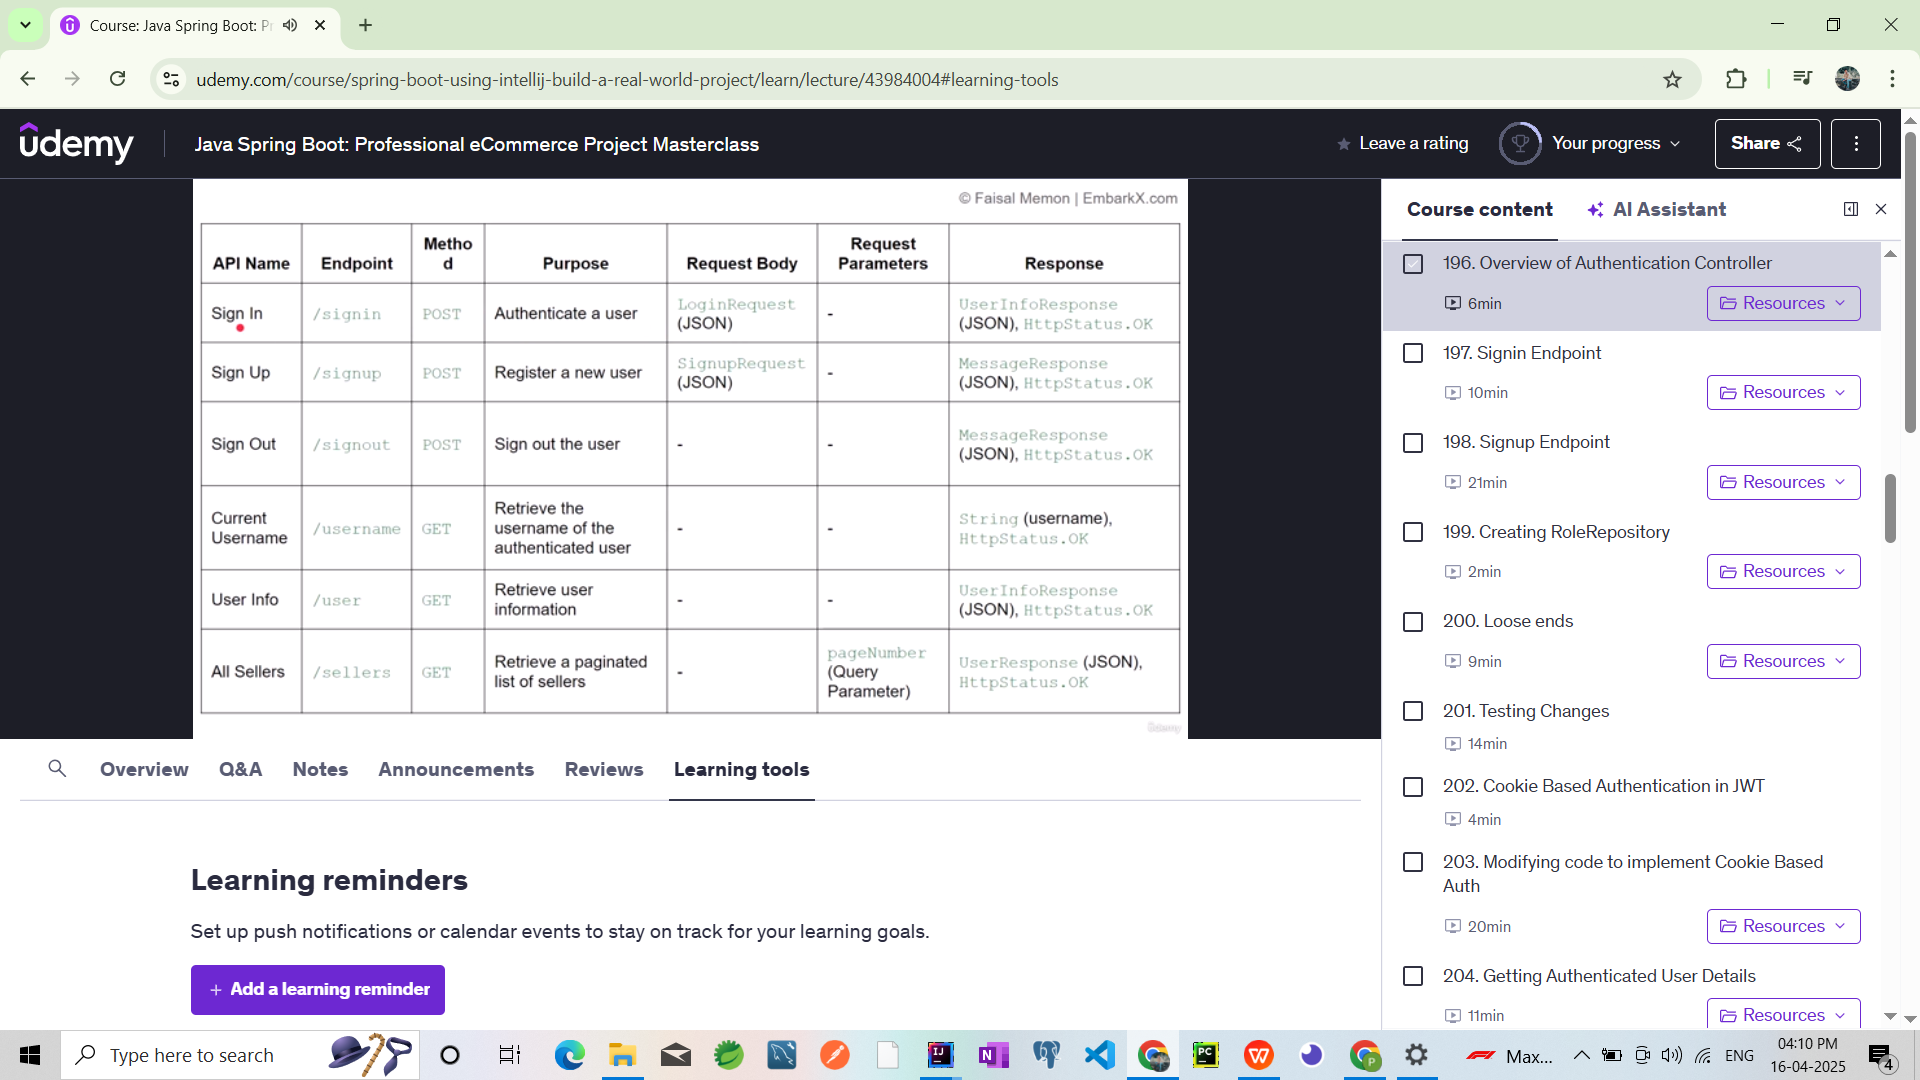 Course: Java Spring Boot: Pr
udemy.com/course/spring-boot-using-intellij-build-a-real-world-project/learn/lecture/43984004#learning-tools
udemy
Java Spring Boot: Professional eCommerce Project Masterclass
Leave a rating
Your progress
Share
© Faisal Memon | EmbarkX.com
API Name Endpoint Metho d Purpose Request Body Request Parameters Response
Sign In /signin POST Authenticate a user LoginRequest (JSON) - UserInfoResponse (JSON), HttpStatus.OK
Sign Up /signup POST Register a new user SignupRequest (JSON) - MessageResponse (JSON), HttpStatus.OK
Sign Out /signout POST Sign out the user - - MessageResponse (JSON), HttpStatus.OK
Current Username /username GET Retrieve the username of the authenticated user - - String (username), HttpStatus.OK
User Info /user GET Retrieve user information - - UserInfoResponse (JSON), HttpStatus.OK
All Sellers /sellers GET Retrieve a paginated list of sellers - pageNumber (Query Parameter) UserResponse (JSON), HttpStatus.OK
Udemy
Overview Q&A Notes Announcements Reviews Learning tools
Learning reminders
Set up push notifications or calendar events to stay on track for your learning goals.
+ Add a learning reminder
Course content AI Assistant
196. Overview of Authentication Controller
6min Resources
197. Signin Endpoint
10min Resources
198. Signup Endpoint
21min Resources
199. Creating RoleRepository
2min Resources
200. Loose ends
9min Resources
201. Testing Changes
14min
202. Cookie Based Authentication in JWT
4min
203. Modifying code to implement Cookie Based
Auth
20min Resources
204. Getting Authenticated User Details
11min Resources
Type here to search
Max...
ENG
04:10 PM
16-04-2025
4